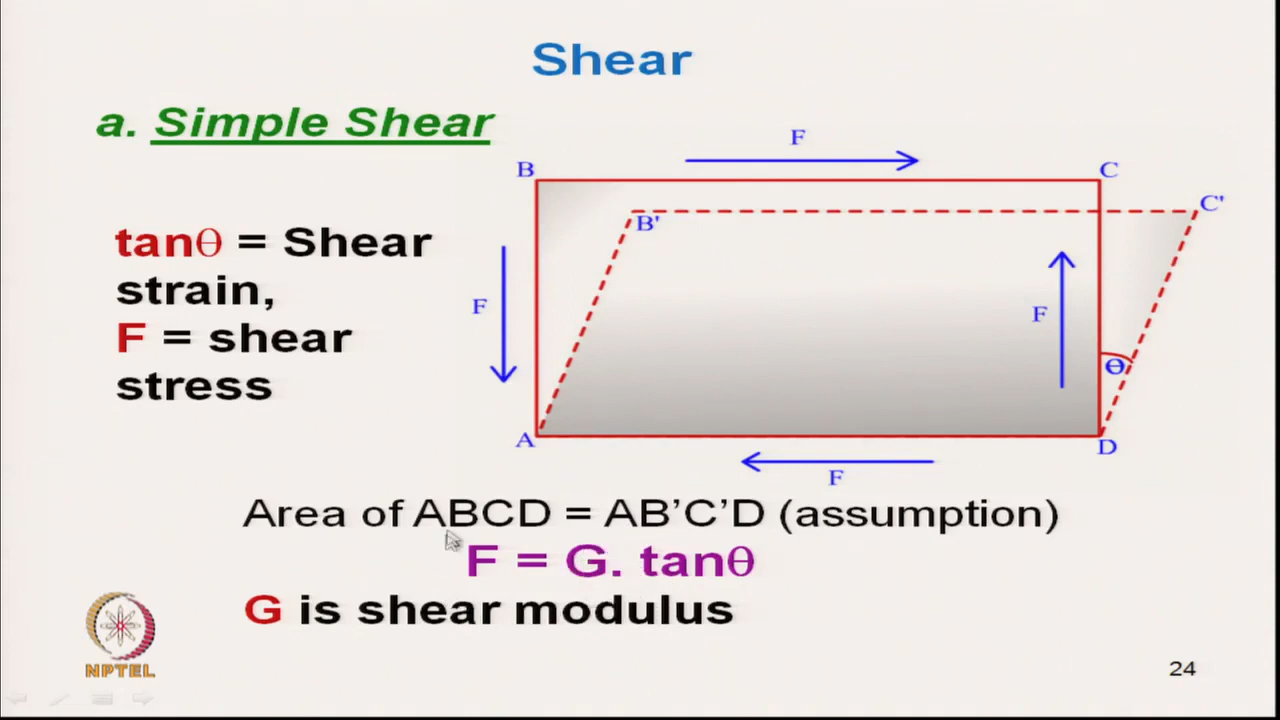 Shear
a. Simple Shear
F
B
C
C'
B'
tanθ = Shear
strain,
F = shear
stress
F
F
θ
A
D
F
Area of ABCD = AB’C’D (assumption)
F = G. tanθ
G is shear modulus
NPTEL
24